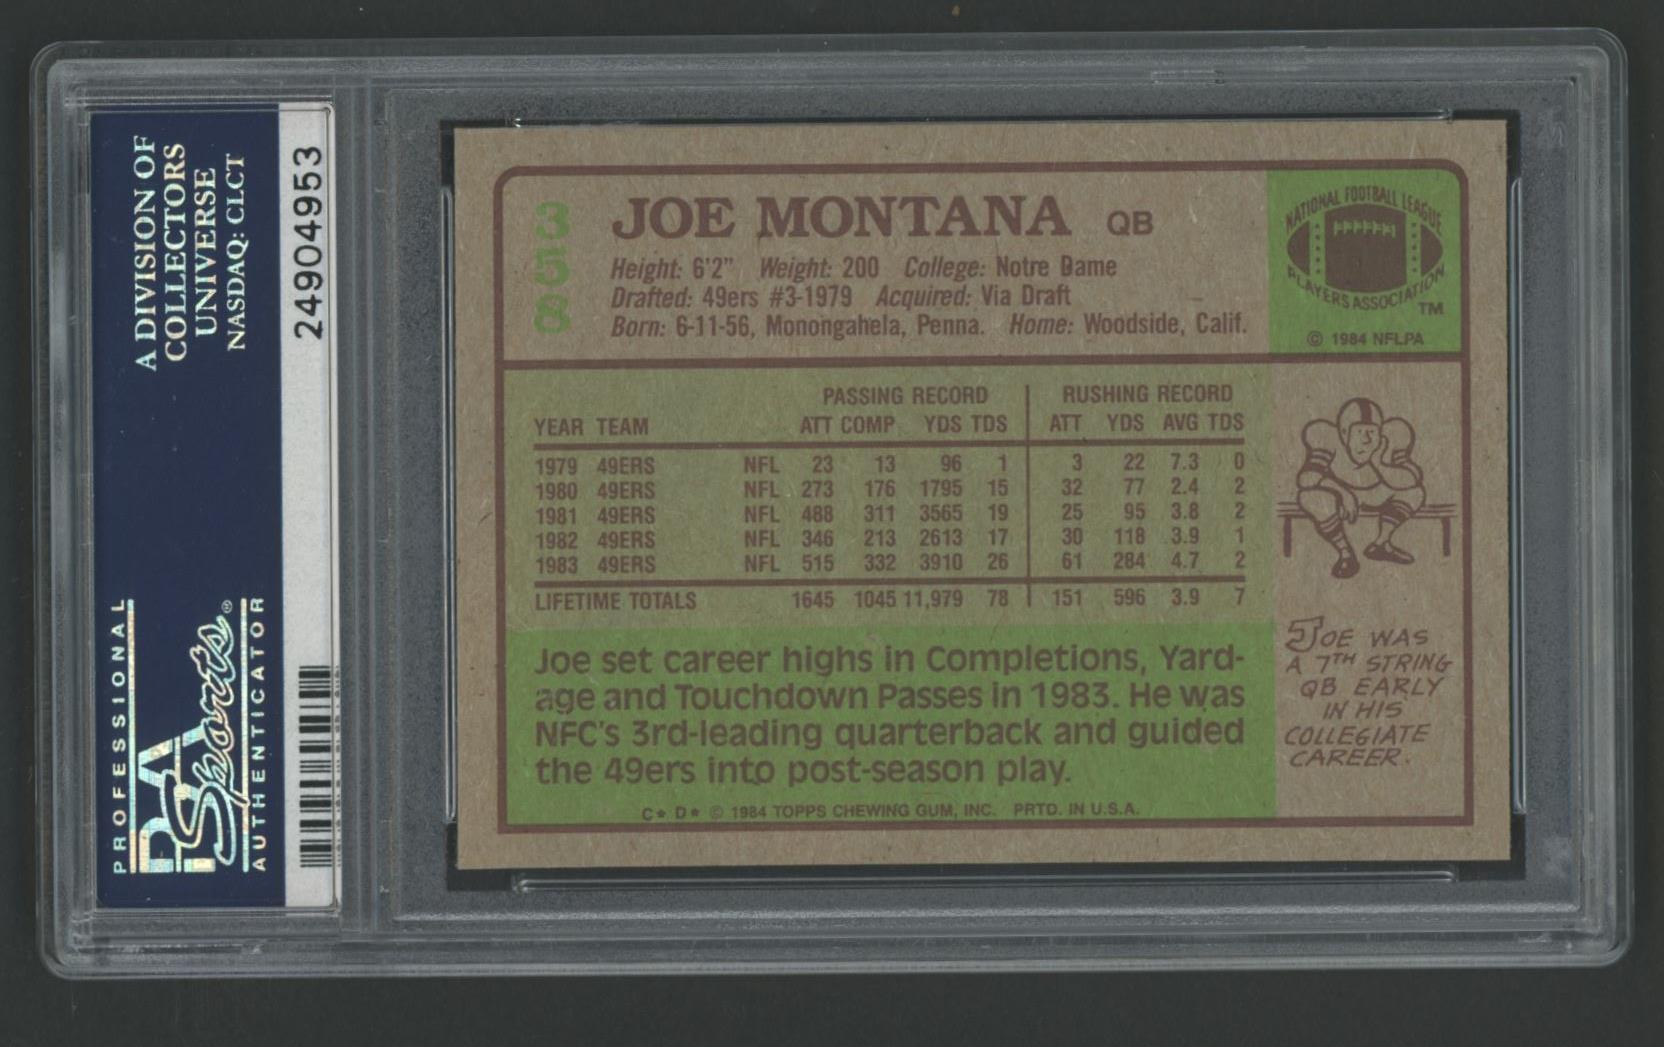 A DIVISION OF
COLLECTORS
UNIVERSE
NASDAQ: CLCT
24904953
PROFESSIONAL
PSA
Sports®
AUTHENTICATOR
358
JOE MONTANA QB
Height: 6'2" Weight: 200 College: Notre Dame
Drafted: 49ers #3-1979 Acquired: Via Draft
Born: 6-11-56, Monongahela, Penna. Home: Woodside, Calif.
NATIONAL FOOTBALL LEAGUE
PLAYERS ASSOCIATION
TM
© 1984 NFLPA
PASSING RECORD RUSHING RECORD
YEAR TEAM ATT COMP YDS TDS ATT YDS AVG TDS
1979 49ERS NFL 23 13 96 1 3 22 7.3 0
1980 49ERS NFL 273 176 1795 15 32 77 2.4 2
1981 49ERS NFL 488 311 3565 19 25 95 3.8 2
1982 49ERS NFL 346 213 2613 17 30 118 3.9 1
1983 49ERS NFL 515 332 3910 26 61 284 4.7 2
LIFETIME TOTALS 1645 1045 11,979 78 151 596 3.9 7
Joe set career highs in Completions, Yard-
age and Touchdown Passes in 1983. He was
NFC's 3rd-leading quarterback and guided
the 49ers into post-season play.
C* D* © 1984 TOPPS CHEWING GUM, INC. PRTD. IN U.S.A.
JOE WAS
A 7TH STRING
QB EARLY
IN HIS
COLLEGIATE
CAREER.